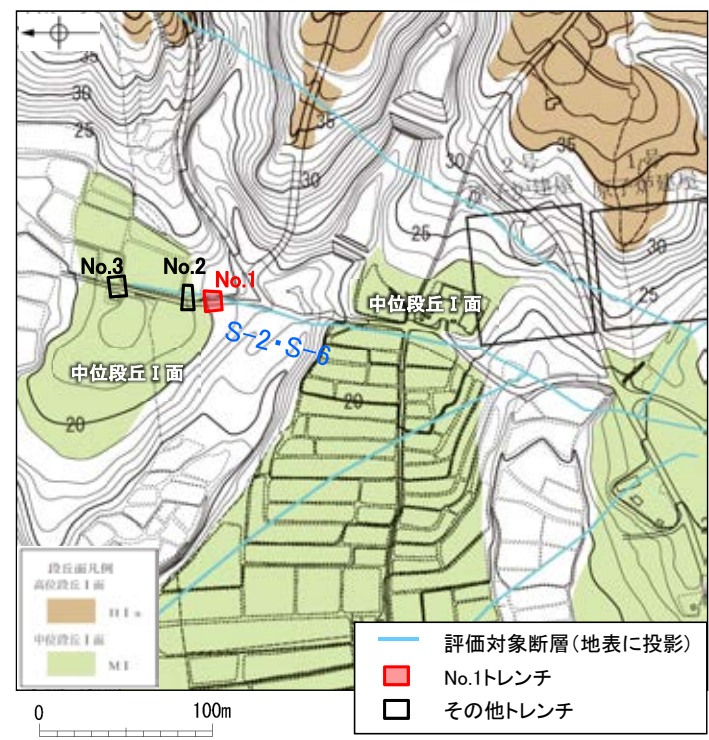 35
30
25
35
30
35
30
25
2号
原子炉建屋
1号
原子炉建屋
30
25
No.3
No.2
No.1
S-2・S-6
中位段丘Ⅰ面
中位段丘Ⅰ面
20
20
段丘面凡例
高位段丘Ⅰ面
HⅠa
中位段丘Ⅰ面
MⅠ
評価対象断層(地表に投影)
No.1トレンチ
その他トレンチ
0 100m